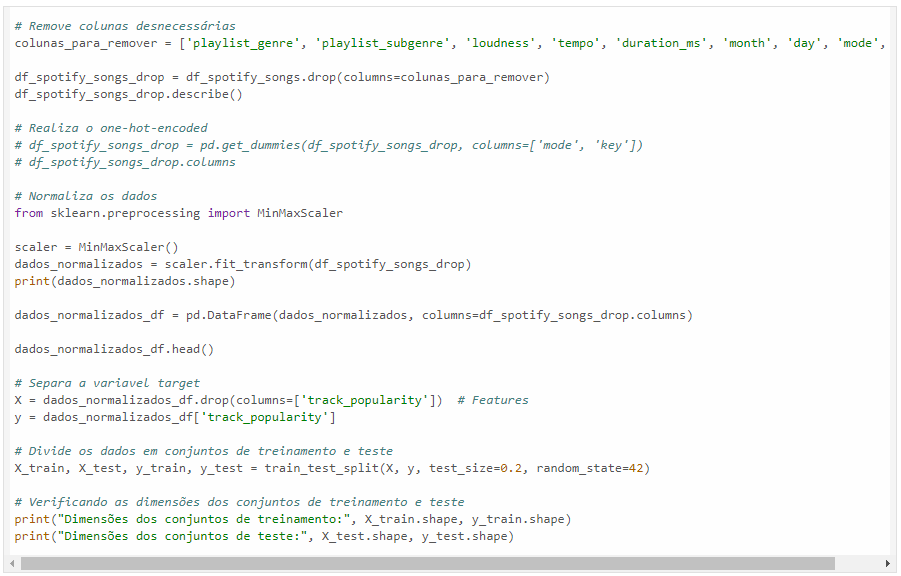 # Remove colunas desnecessárias
colunas_para_remover = ['playlist_genre', 'playlist_subgenre', 'loudness', 'tempo', 'duration_ms', 'month', 'day', 'mode',
df_spotify_songs_drop = df_spotify_songs.drop(columns=colunas_para_remover)
df_spotify_songs_drop.describe()
# Realiza o one-hot-encoded
# df_spotify_songs_drop = pd.get_dummies(df_spotify_songs_drop, columns=['mode', 'key'])
# df_spotify_songs_drop.columns
# Normaliza os dados
from sklearn.preprocessing import MinMaxScaler
scaler = MinMaxScaler()
dados_normalizados = scaler.fit_transform(df_spotify_songs_drop)
print(dados_normalizados.shape)
dados_normalizados_df = pd.DataFrame(dados_normalizados, columns=df_spotify_songs_drop.columns)
dados_normalizados_df.head()
# Separa a variavel target
X = dados_normalizados_df.drop(columns=['track_popularity'])  # Features
y = dados_normalizados_df['track_popularity']
# Divide os dados em conjuntos de treinamento e teste
X_train, X_test, y_train, y_test = train_test_split(X, y, test_size=0.2, random_state=42)
# Verificando as dimensões dos conjuntos de treinamento e teste
print("Dimensões dos conjuntos de treinamento:", X_train.shape, y_train.shape)
print("Dimensões dos conjuntos de teste:", X_test.shape, y_test.shape)